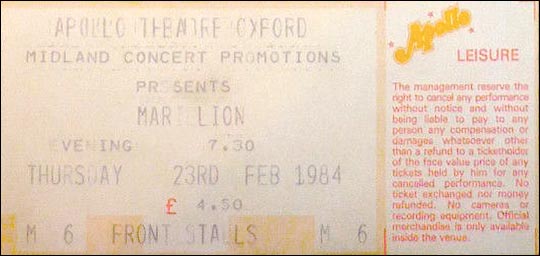 APOLLO THEATRE OXFORD
MIDLAND CONCERT PROMOTIONS
PRESENTS
MARILLION
EVENING 7.30
THURSDAY 23RD FEB 1984
£ 4.50
M 6 FRONT STALLS M 6
Apollo
LEISURE
The management reserve the
right to cancel any performance
without notice and without
being liable to pay to any
person any compensation or
damages whatsoever other
than a refund to a ticketholder
of the face value price of any
tickets held by him for any
cancelled performance. No
ticket exchanged nor money
refunded. No cameras or
recording equipment. Official
merchandise is only available
inside the venue.